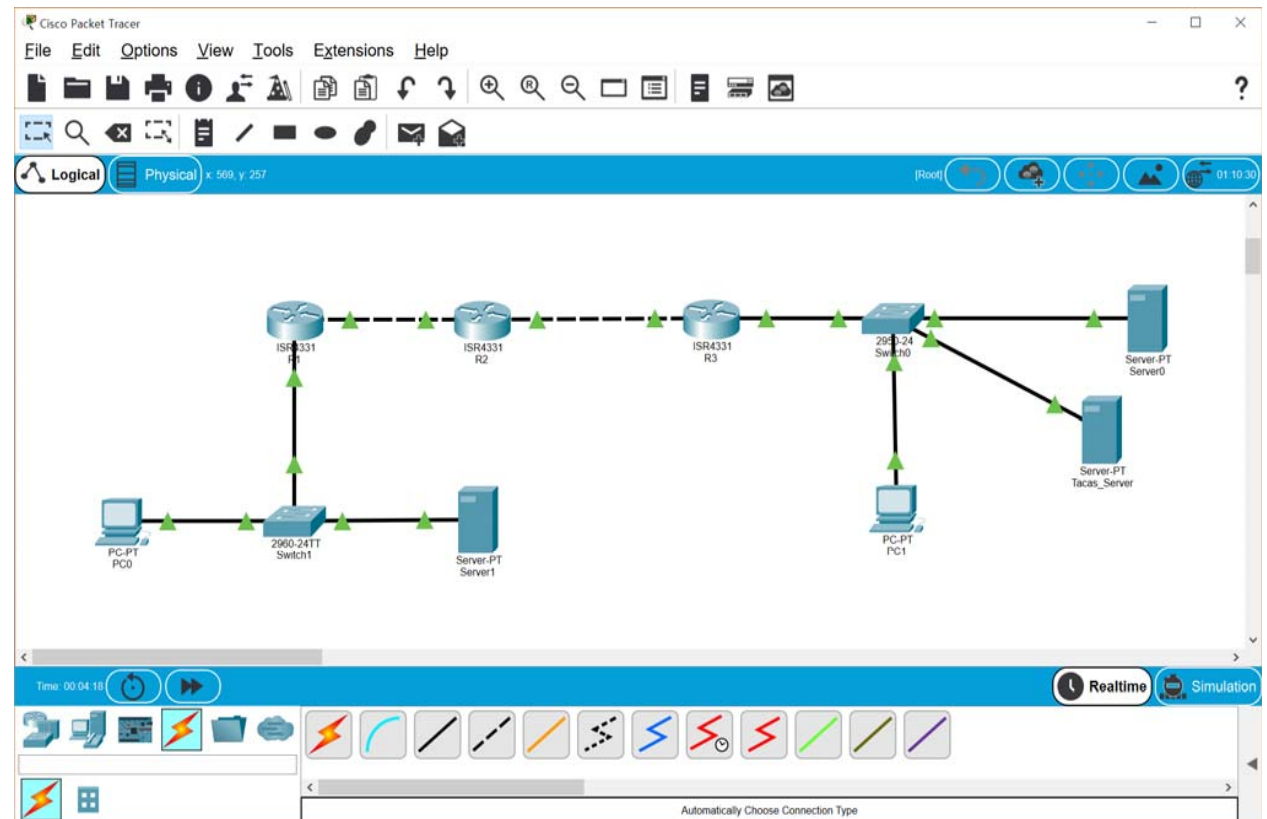 Cisco Packet Tracer
File Edit Options View Tools Extensions Help
?
Logical Physical x: 569, y: 257 [Root] 01:10:30
ISR4331
R1
ISR4331
R2
ISR4331
R3
2950-24
Switch0
Server-PT
Server0
Server-PT
Tacas_Server
PC-PT
PC1
PC-PT
PC0
2960-24TT
Switch1
Server-PT
Server1
Time: 00:04:18 Realtime Simulation
Automatically Choose Connection Type